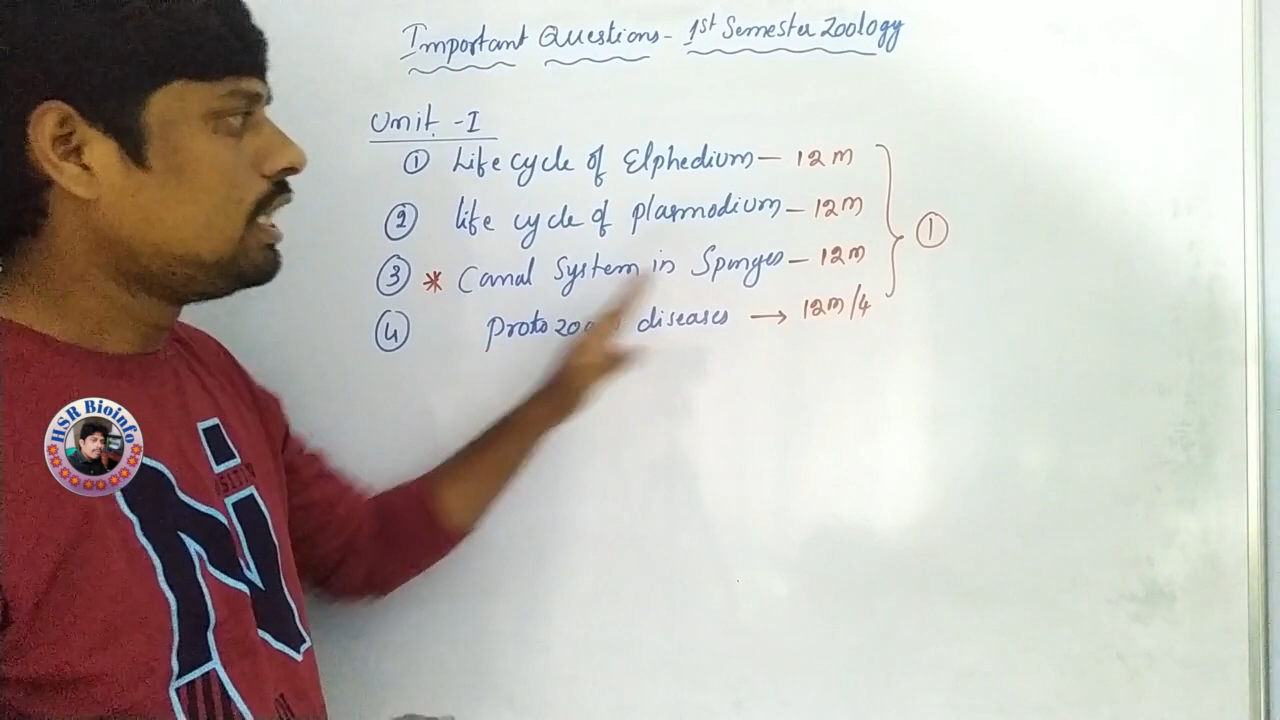 Important Questions - 1st Semester Zoology
Unit - I
① Life cycle of Elphedium — 12m
② life cycle of plasmodium — 12m
③ * Canal System in Sponges — 12m
④ diseases → 12m/4
①
HSR Bioinfo
N